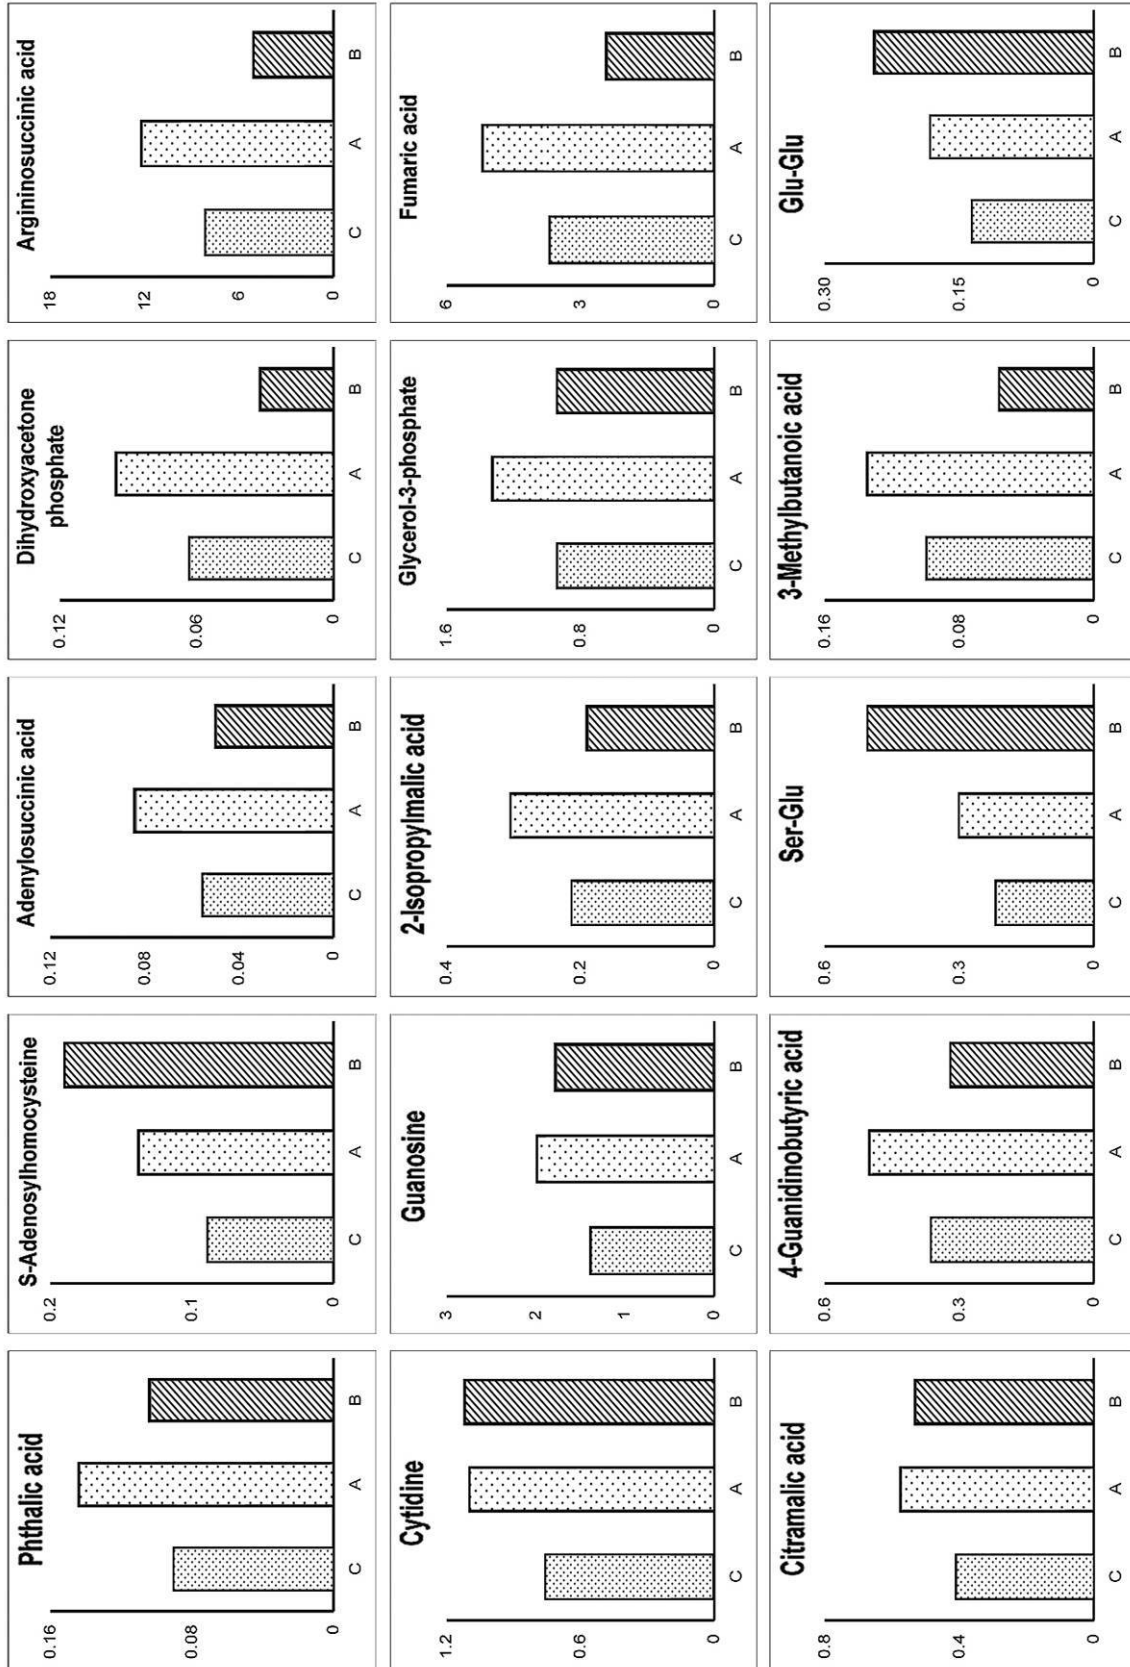 Phthalic acid
0.16
0.08
0
C A B
S-Adenosylhomocysteine
0.2
0.1
0
C A B
Adenylosuccinic acid
0.12
0.08
0.04
0
C A B
Dihydroxyacetone
phosphate
0.12
0.06
0
C A B
Argininosuccinic acid
18
12
6
0
C A B
Cytidine
1.2
0.6
0
C A B
Guanosine
3
2
1
0
C A B
2-Isopropylmalic acid
0.4
0.2
0
C A B
Glycerol-3-phosphate
1.6
0.8
0
C A B
Fumaric acid
6
3
0
C A B
Citramalic acid
0.8
0.4
0
C A B
4-Guanidinobutyric acid
0.6
0.3
0
C A B
Ser-Glu
0.6
0.3
0
C A B
3-Methylbutanoic acid
0.16
0.08
0
C A B
Glu-Glu
0.30
0.15
0
C A B